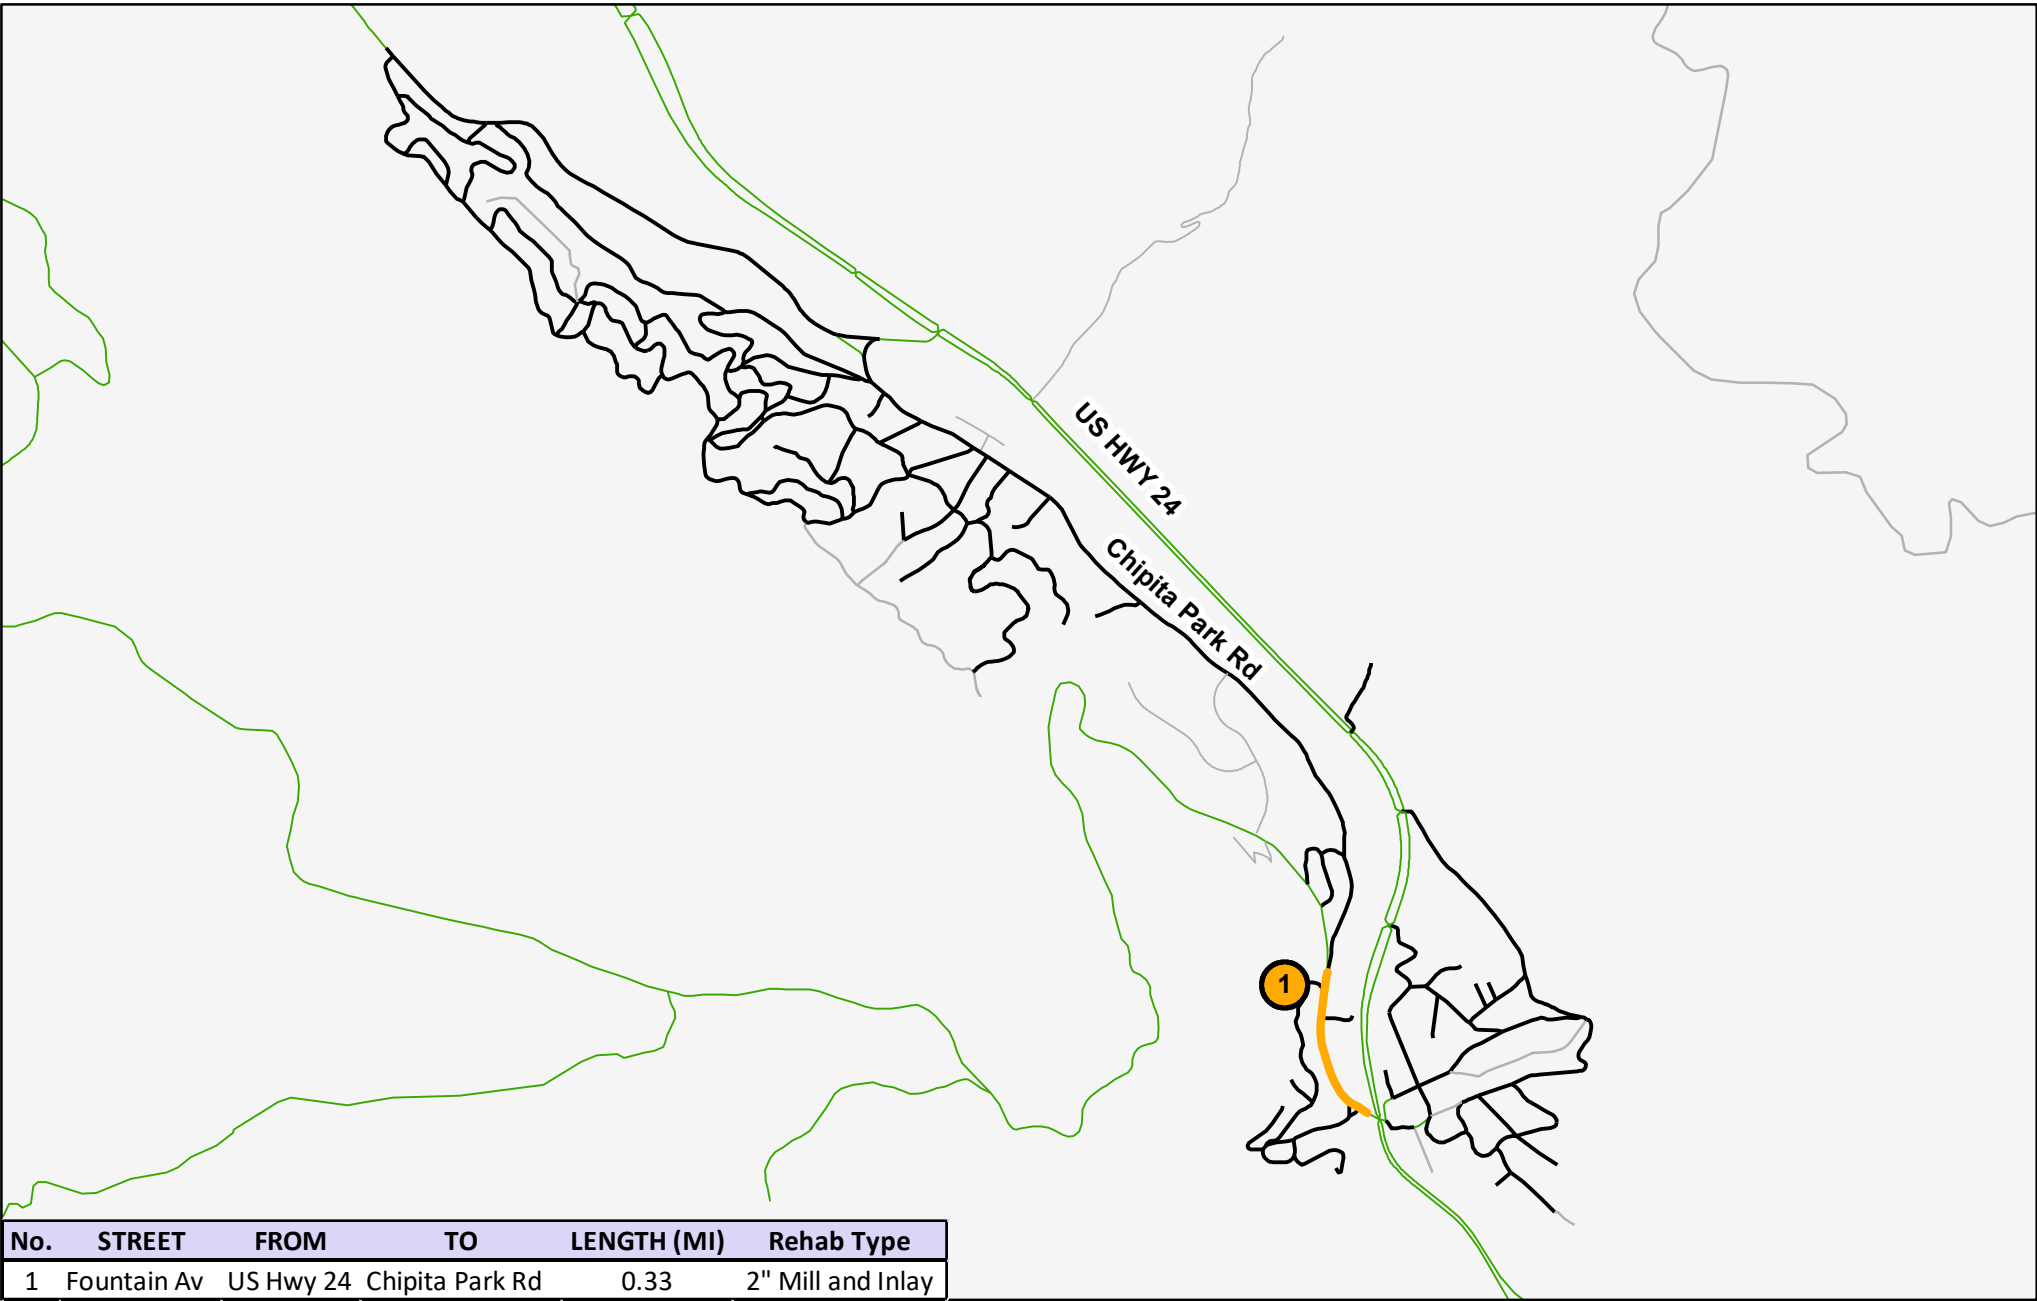 US HWY 24
Chipita Park Rd
1
No. STREET FROM TO LENGTH (MI) Rehab Type
1 Fountain Av US Hwy 24 Chipita Park Rd 0.33 2" Mill and Inlay